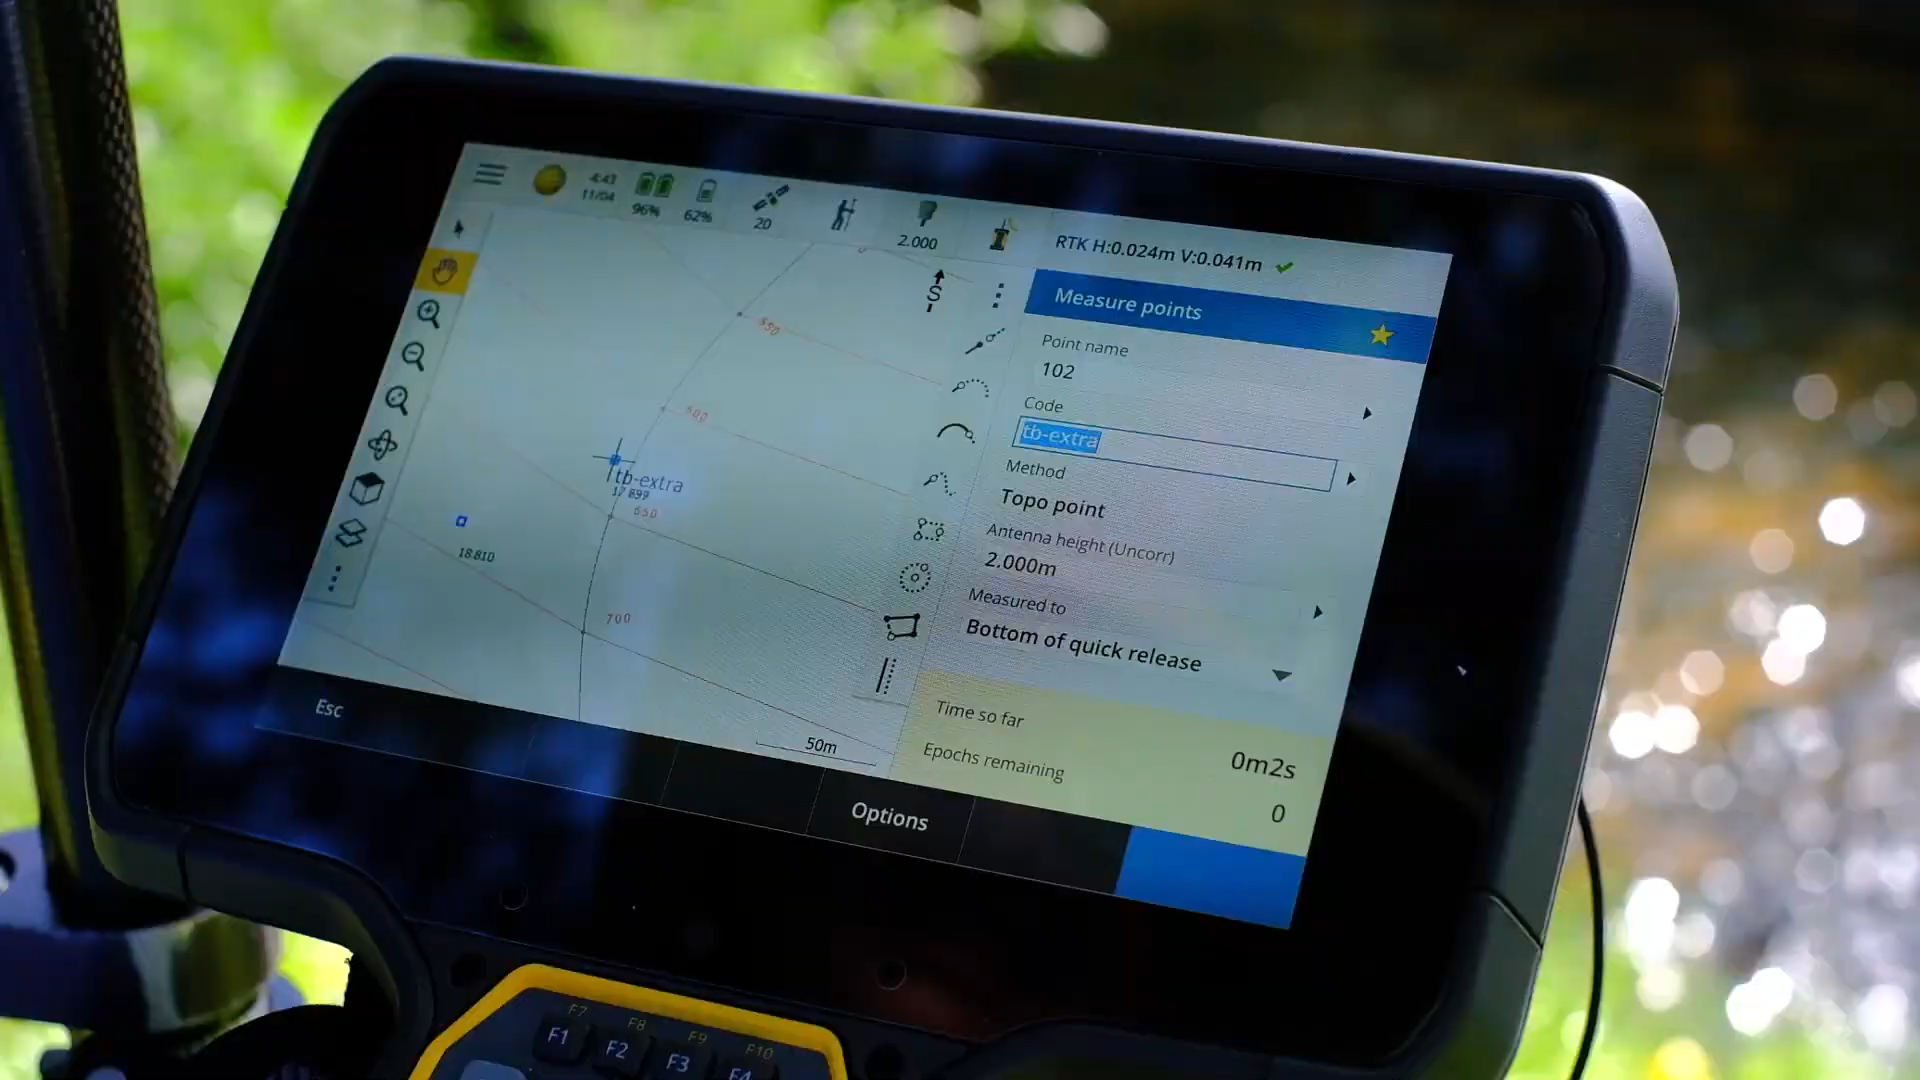 4:43
11/04
96%
62%
20
2.000
RTK H:0.024m V:0.041m
Measure points
Point name
102
Code
tb-extra
Method
Topo point
Antenna height (Uncorr)
2.000m
Measured to
Bottom of quick release
Time so far
0m2s
Epochs remaining
0
S
550
600
tb-extra
17 899
650
18.810
700
50m
Esc
Options
F7
F8
F9
F10
F1
F2
F3
F4